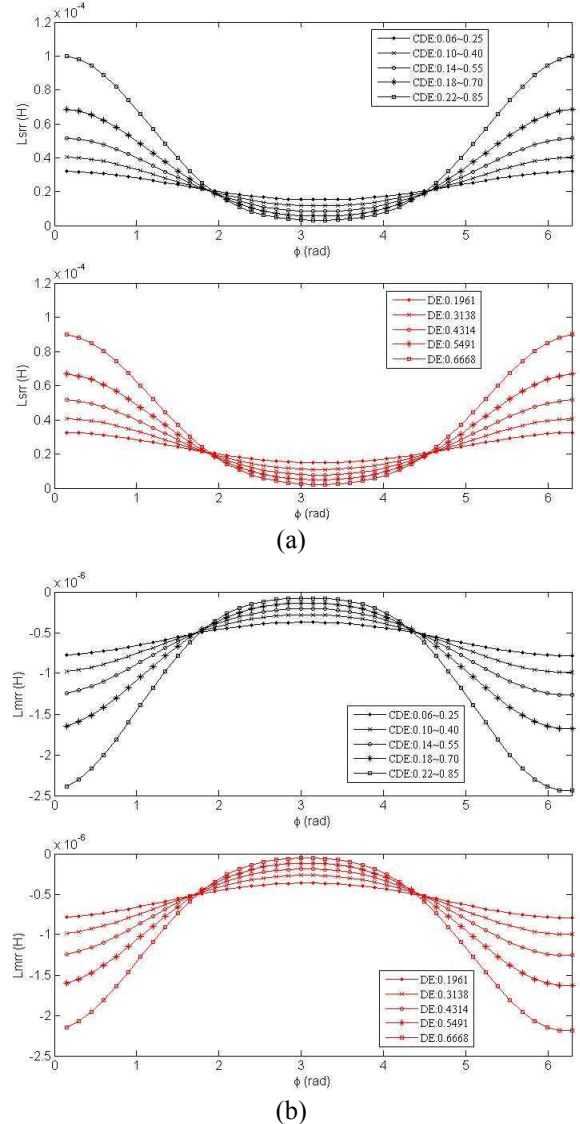 x 10-4
1.2
1
0.8
0.6
0.4
0.2
0
Lsrr (H)
CDE:0.06~0.25
CDE:0.10~0.40
CDE:0.14~0.55
CDE:0.18~0.70
CDE:0.22~0.85
0 1 2 3 4 5 6
ϕ (rad)
x 10-4
1.2
1
0.8
0.6
0.4
0.2
0
Lsrr (H)
DE:0.1961
DE:0.3138
DE:0.4314
DE:0.5491
DE:0.6668
0 1 2 3 4 5 6
ϕ (rad)
(a)
x 10-6
0
-0.5
-1
-1.5
-2
-2.5
Lmrr (H)
CDE:0.06~0.25
CDE:0.10~0.40
CDE:0.14~0.55
CDE:0.18~0.70
CDE:0.22~0.85
0 1 2 3 4 5 6
ϕ (rad)
x 10-6
0
-0.5
-1
-1.5
-2
-2.5
Lmrr (H)
DE:0.1961
DE:0.3138
DE:0.4314
DE:0.5491
DE:0.6668
0 1 2 3 4 5 6
ϕ (rad)
(b)